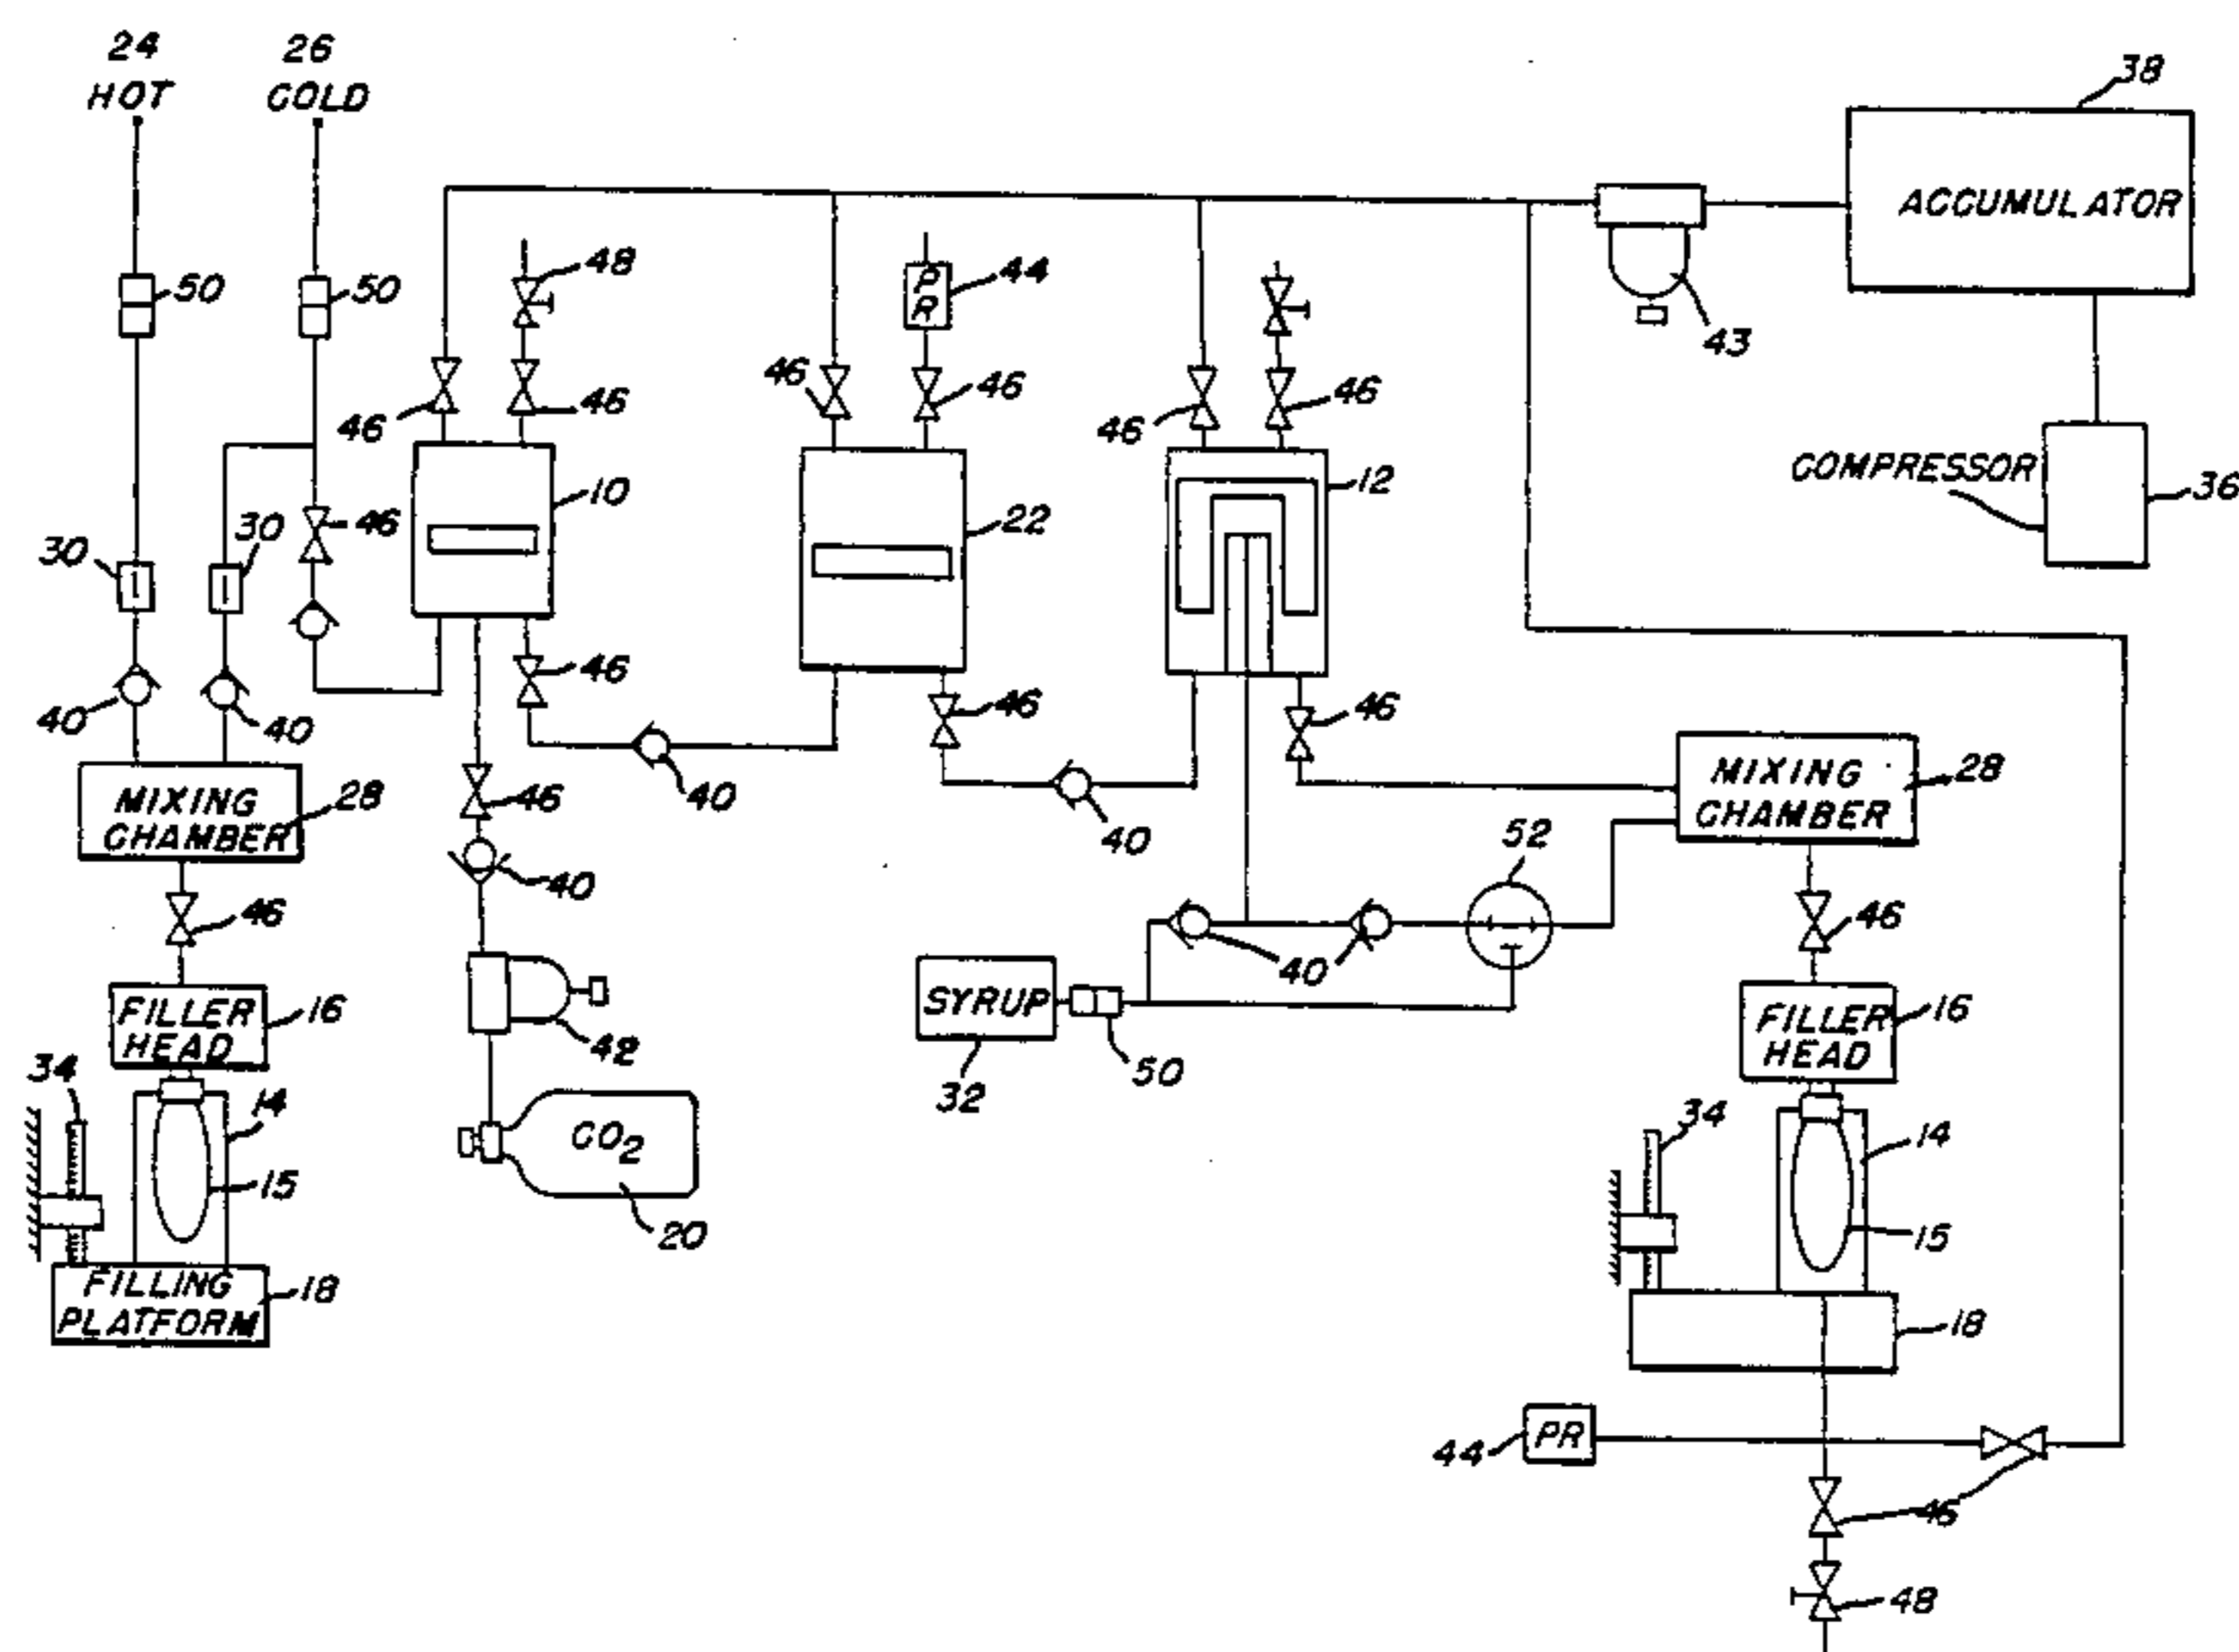 24
HOT
26
COLD
38
ACCUMULATOR
50
50
48
P
R
44
43
46
46
46
46
46
46
COMPRESSOR
36
10
22
12
30
30
46
40
40
46
46
46
40
40
46
40
MIXING
CHAMBER
28
MIXING
CHAMBER
28
46
52
40
46
SYRUP
32
50
FILLER
HEAD
16
42
FILLER
HEAD
16
34
14
15
CO2
20
34
14
15
FILLING
PLATFORM
18
18
44
PR
46
48